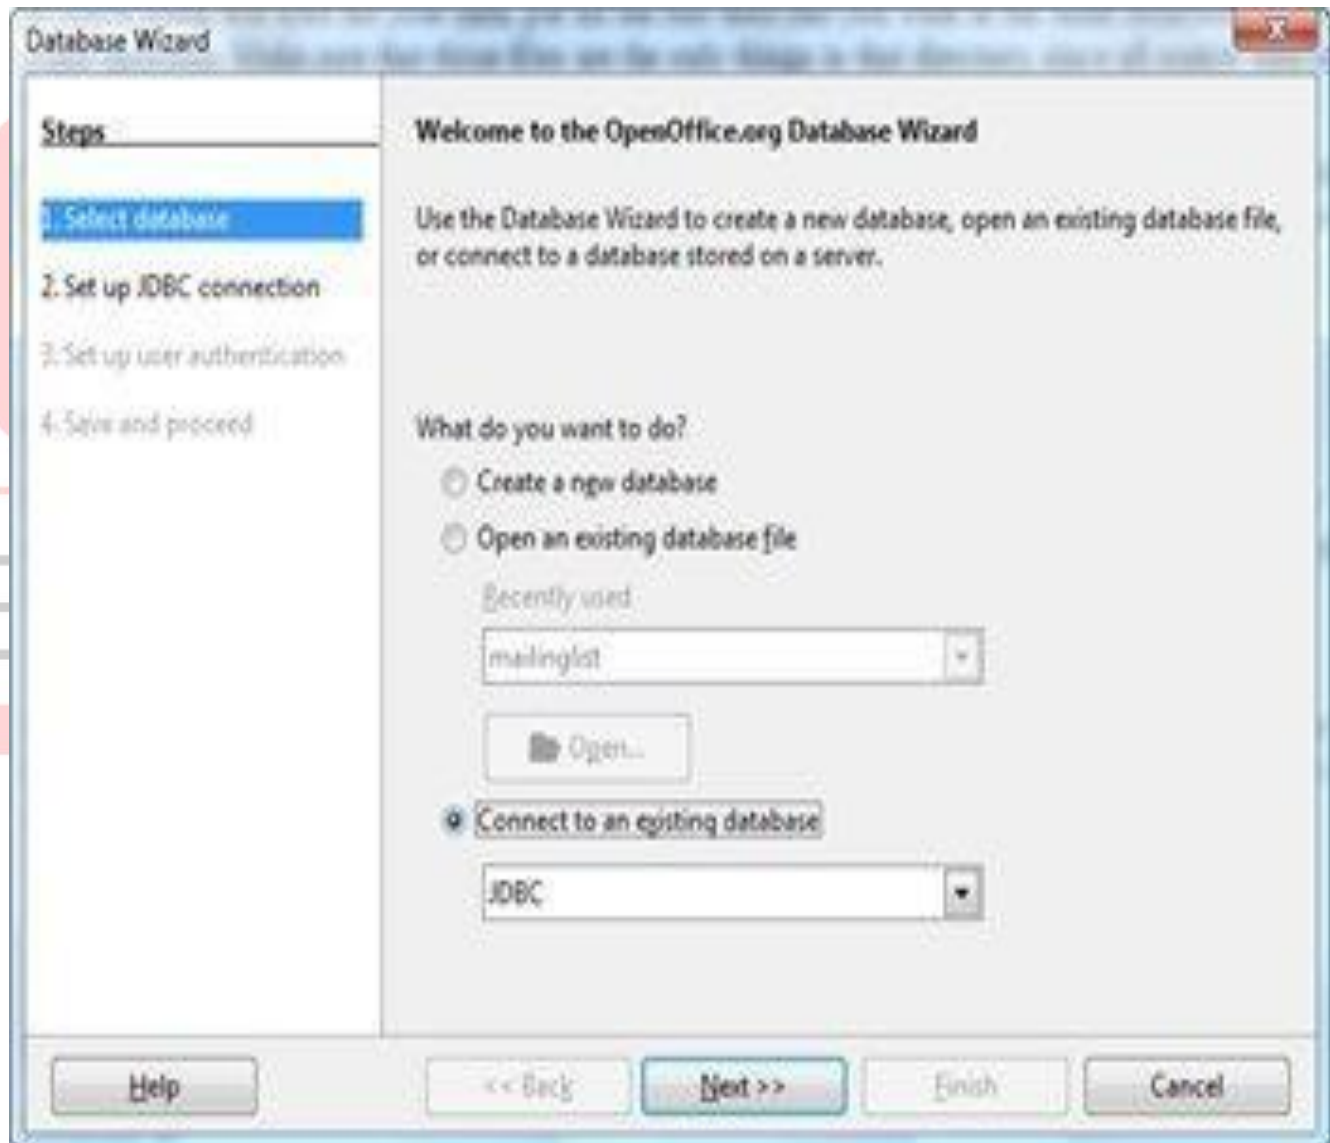 Database Wizard
Steps
1. Select database
2. Set up JDBC connection
3. Set up user authentication
4. Save and proceed
Welcome to the OpenOffice.org Database Wizard
Use the Database Wizard to create a new database, open an existing database file,
or connect to a database stored on a server.
What do you want to do?
Create a new database
Open an existing database file
Recently used
mailinglist
Open...
Connect to an existing database
JDBC
Help
<< Back
Next >>
Finish
Cancel